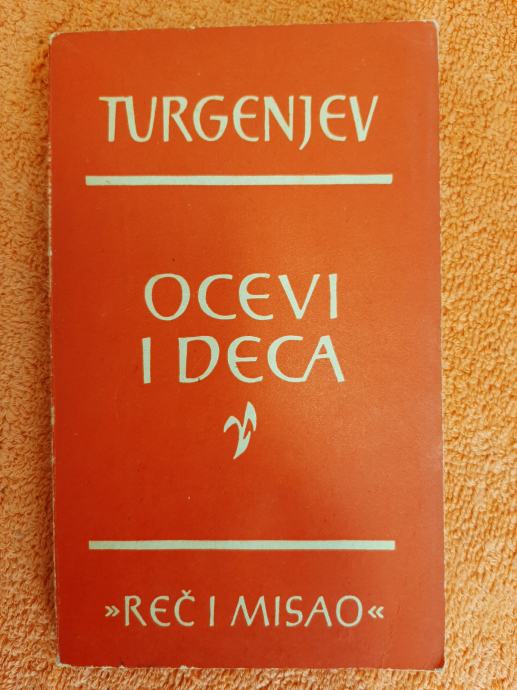 TURGENJEV
OCEVI
I DECA
»REČ I MISAO«